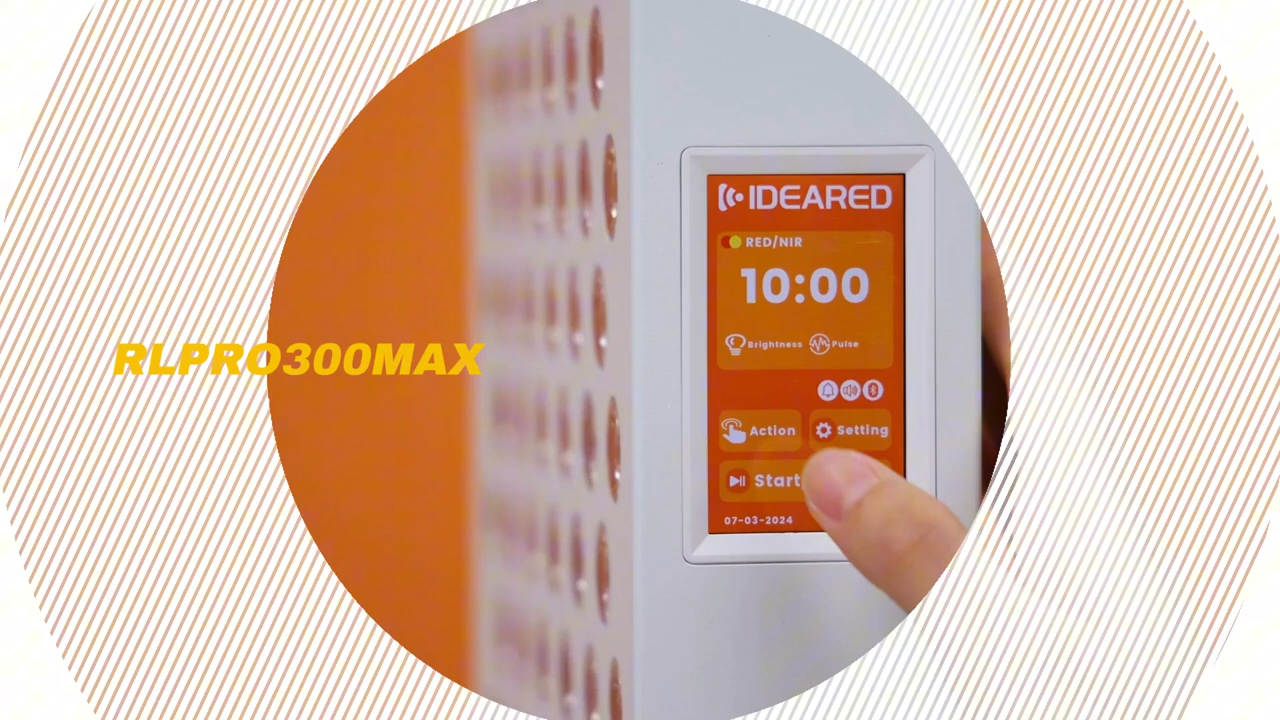 RLPRO300MAX
IDEARED
RED/NIR
10:00
Brightness
Pulse
Action
Setting
Start
07-03-2024